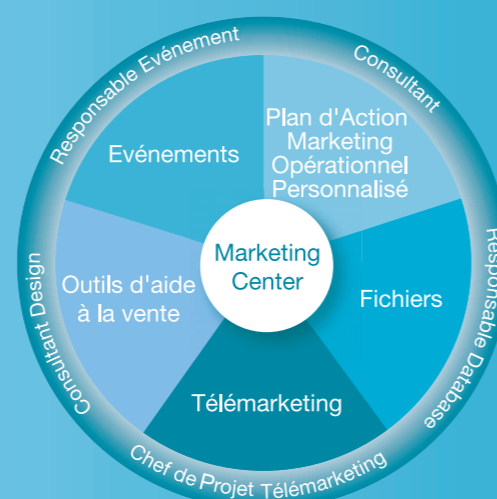 Responsable Evénement
Consultant
Evénements
Plan d'Action
Marketing
Opérationnel
Personnalisé
Marketing
Center
Outils d'aide
à la vente
Fichiers
Télémarketing
Consultant Design
Responsable Database
Chef de Projet Télémarketing